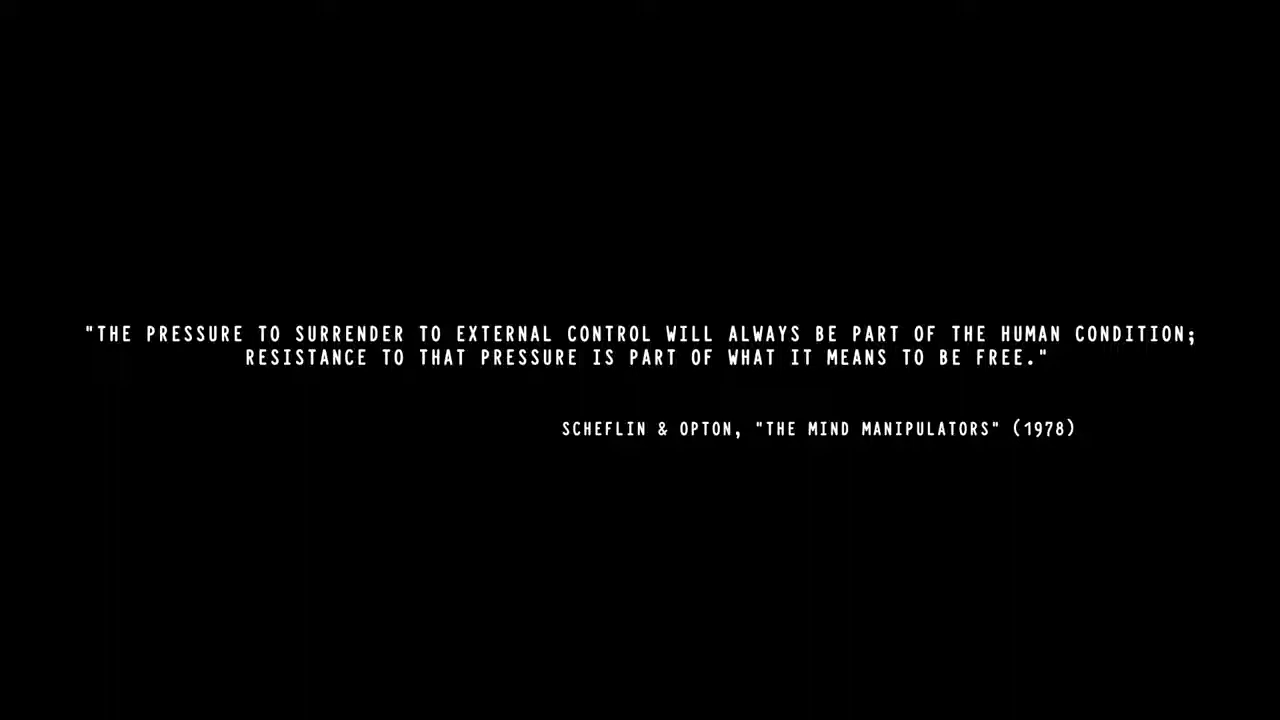 "THE PRESSURE TO SURRENDER TO EXTERNAL CONTROL WILL ALWAYS BE PART OF THE HUMAN CONDITION;
RESISTANCE TO THAT PRESSURE IS PART OF WHAT IT MEANS TO BE FREE."
SCHEFLIN & OPTON, "THE MIND MANIPULATORS" (1978)